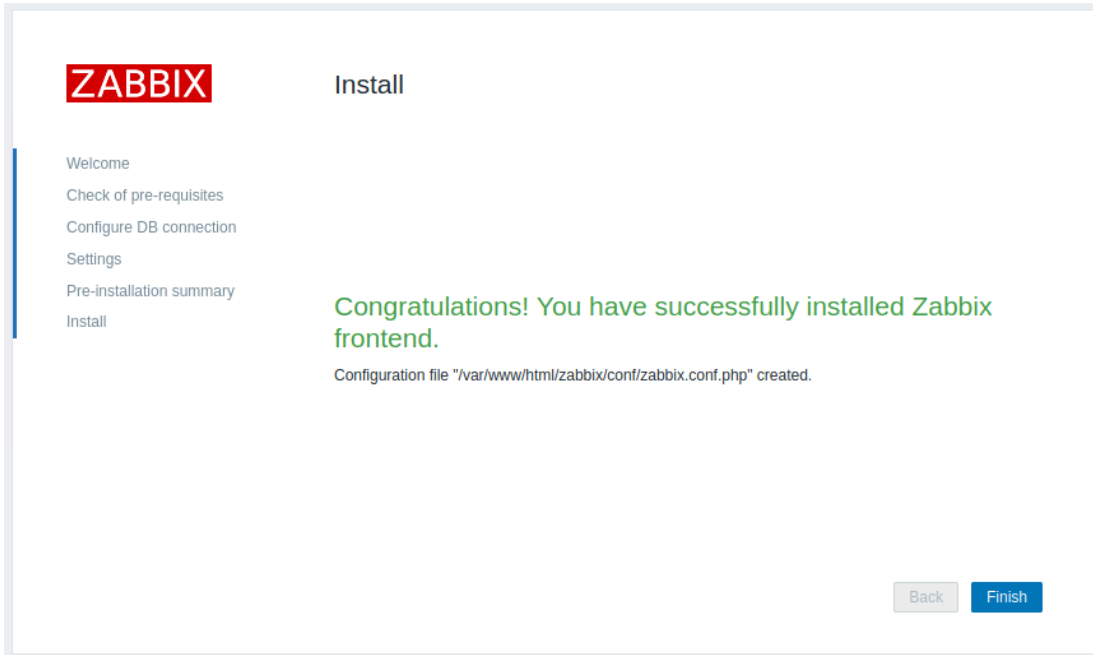 ZABBIX
Install
Welcome
Check of pre-requisites
Configure DB connection
Settings
Pre-installation summary
Install
Congratulations! You have successfully installed Zabbix
frontend.
Configuration file "/var/www/html/zabbix/conf/zabbix.conf.php" created.
Back
Finish